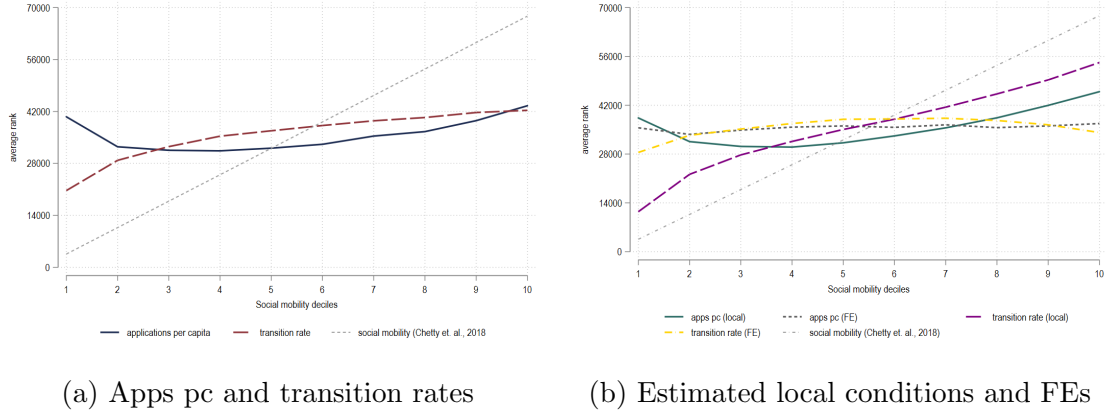 70000
56000
42000
28000
14000
0
average rank
1 2 3 4 5 6 7 8 9 10
Social mobility deciles
applications per capita transition rate social mobility (Chetty et. al., 2018
(a) Apps pc and transition rates
70000
56000
42000
28000
14000
0
average rank
1 2 3 4 5 6 7 8 9 10
Social mobility deciles
apps pc (local) apps pc (FE) transition rate (local)
transition rate (FE) social mobility (Chetty et. al., 2018)
(b) Estimated local conditions and FEs